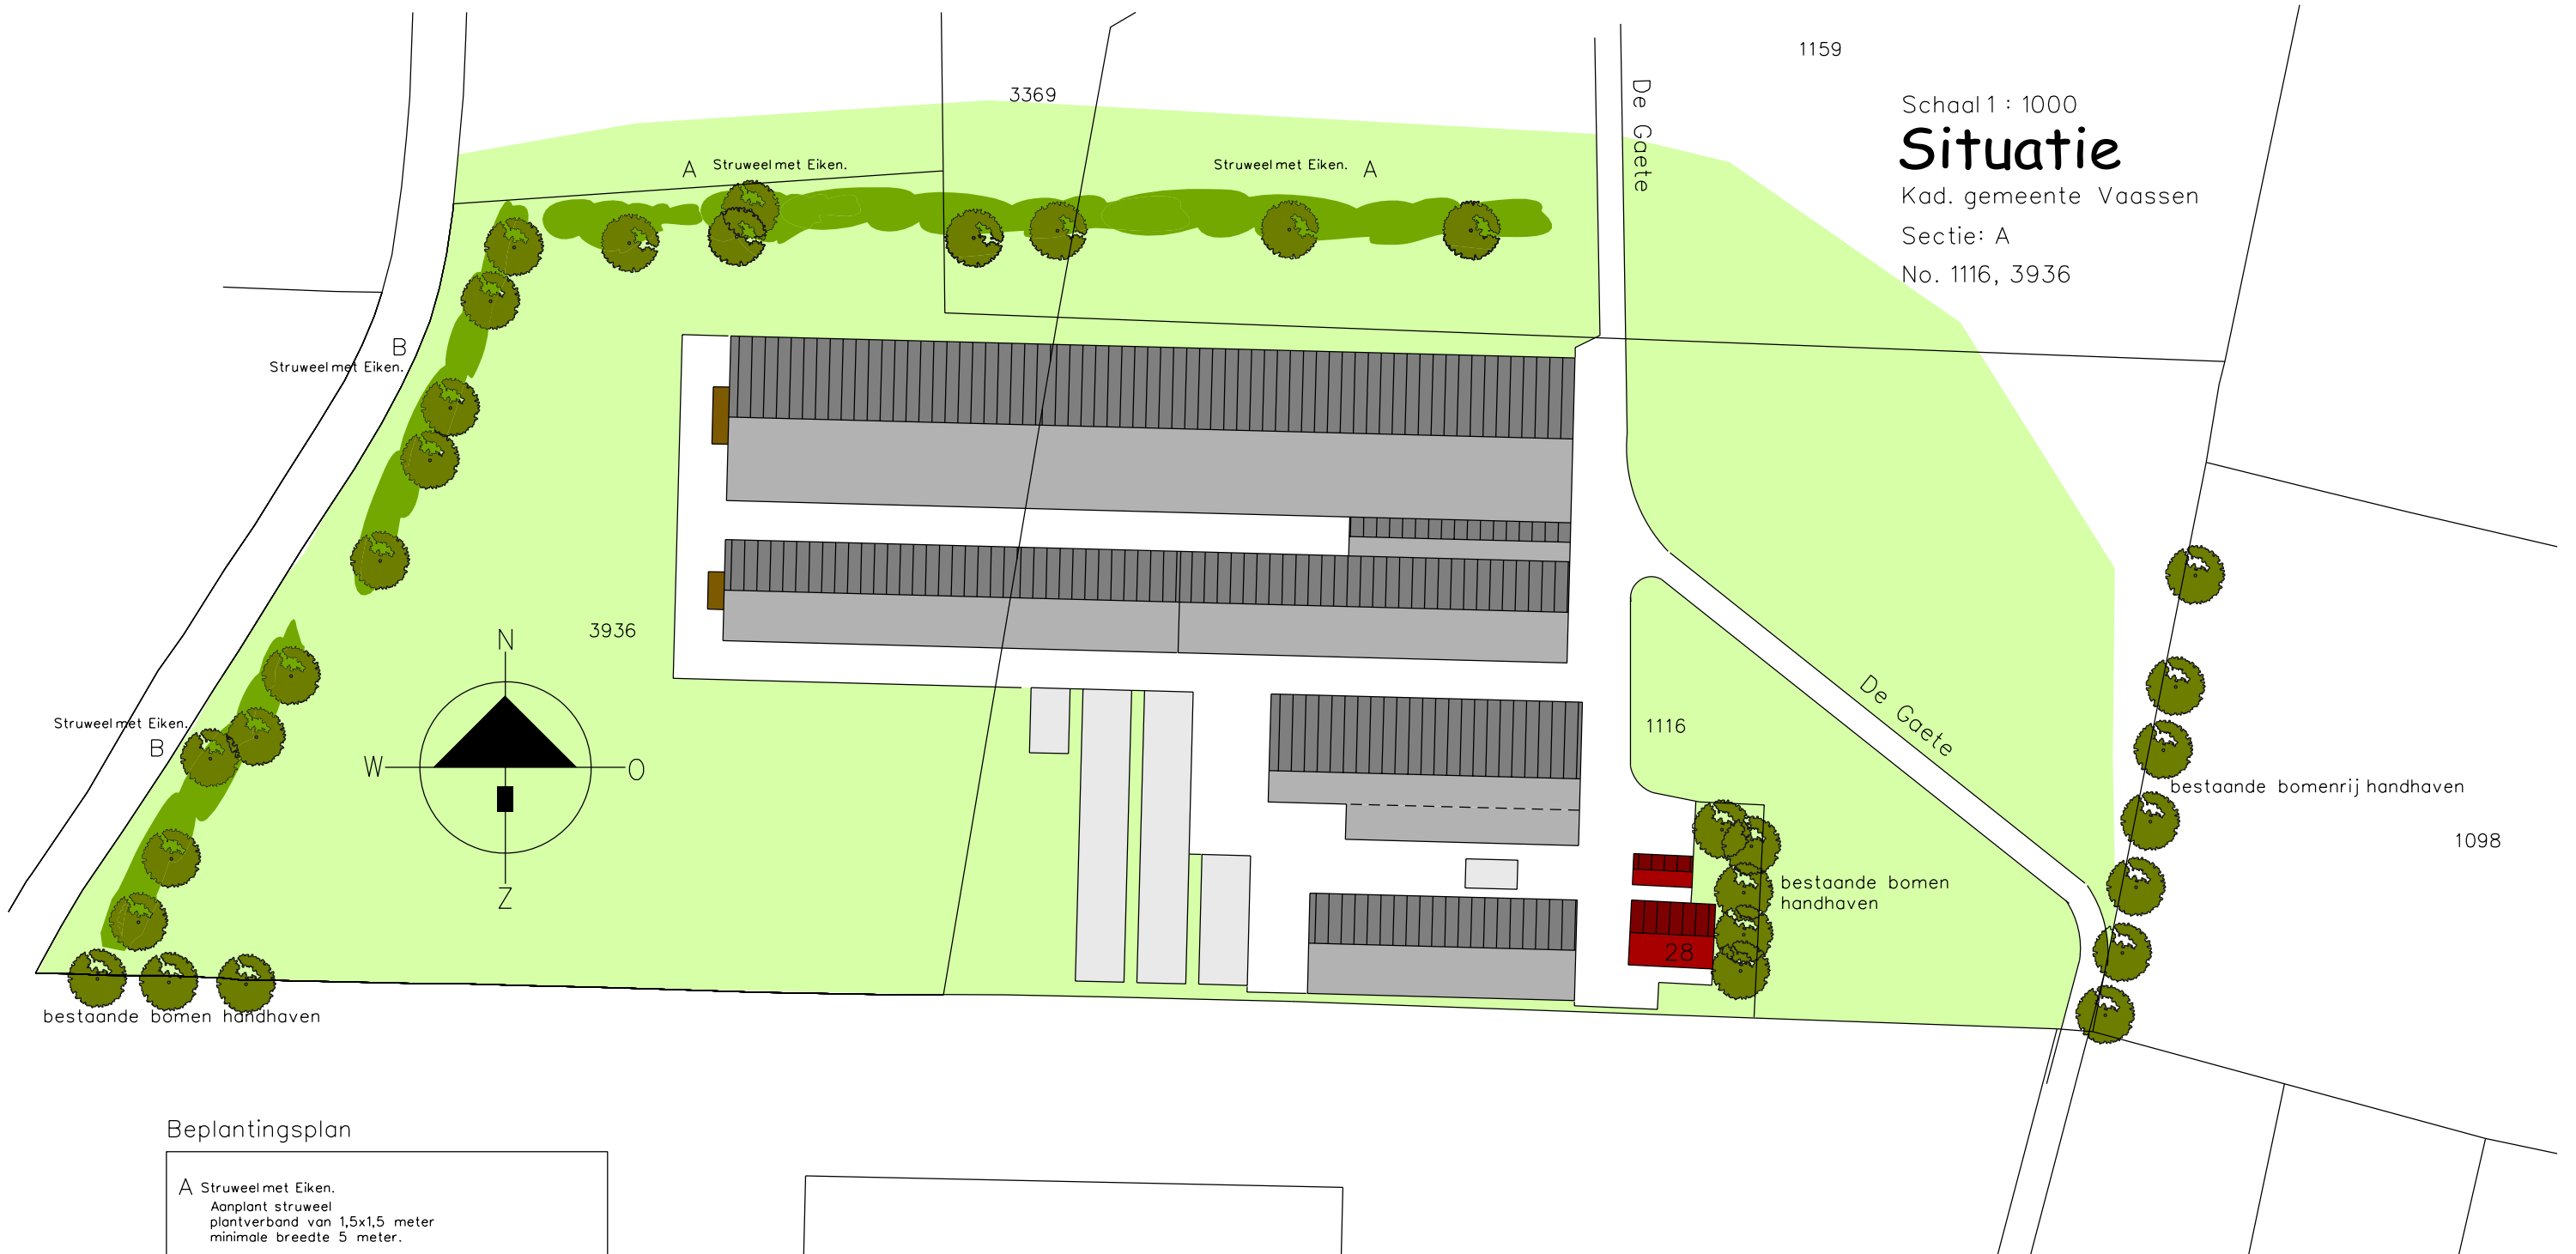 1159
3369
De Gaete
Schaal 1 : 1000
Situatie
Kad. gemeente Vaassen
Sectie: A
No. 1116, 3936
A Struweel met Eiken.
Struweel met Eiken. A
B
Struweel met Eiken.
3936
N
W
O
Z
Struweel met Eiken.
B
1116
De Gaete
bestaande bomenrij handhaven
1098
bestaande bomen
handhaven
28
bestaande bomen handhaven
Beplantingsplan
A Struweel met Eiken.
Aanplant struweel
plantverband van 1,5x1,5 meter
minimale breedte 5 meter.